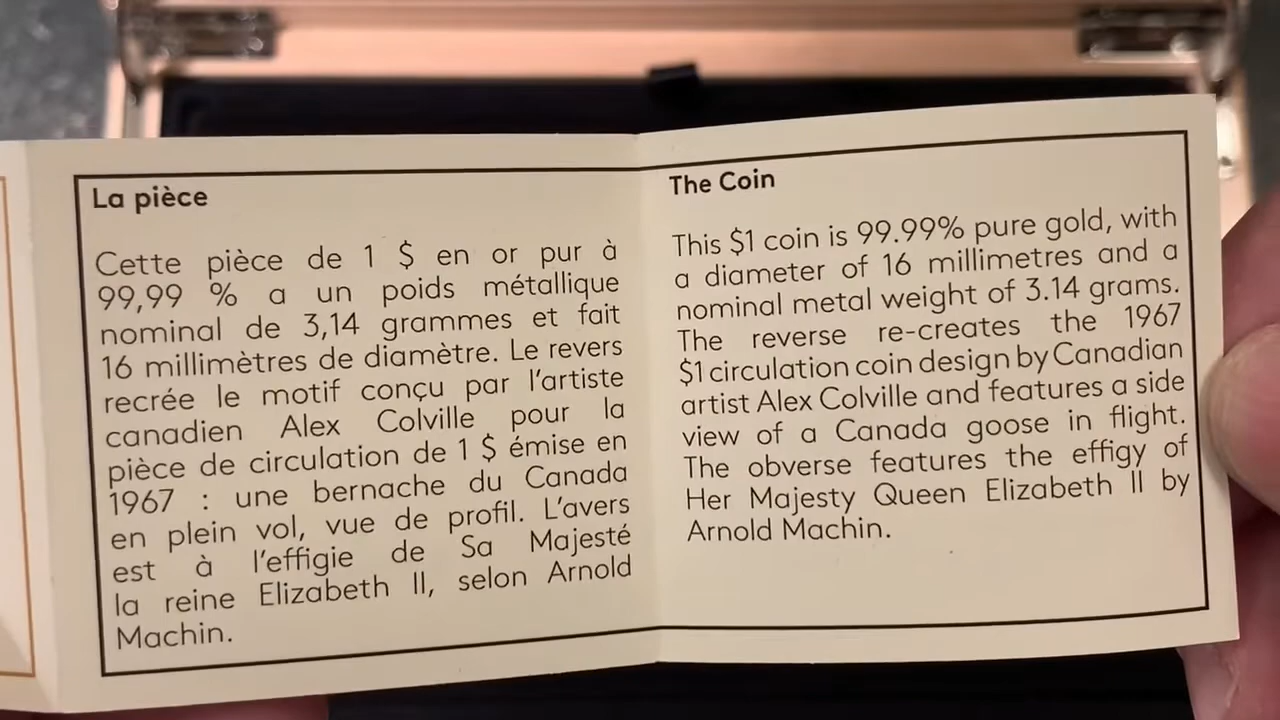 La pièce
Cette pièce de 1 $ en or pur à
99,99 % a un poids métallique
nominal de 3,14 grammes et fait
16 millimètres de diamètre. Le revers
recrée le motif conçu par l'artiste
canadien Alex Colville pour la
pièce de circulation de 1 $ émise en
1967 : une bernache du Canada
en plein vol, vue de profil. L'avers
est à l'effigie de Sa Majesté
la reine Elizabeth II, selon Arnold
Machin.
The Coin
This $1 coin is 99.99% pure gold, with
a diameter of 16 millimetres and a
nominal metal weight of 3.14 grams.
The reverse re-creates the 1967
$1 circulation coin design by Canadian
artist Alex Colville and features a side
view of a Canada goose in flight.
The obverse features the effigy of
Her Majesty Queen Elizabeth II by
Arnold Machin.